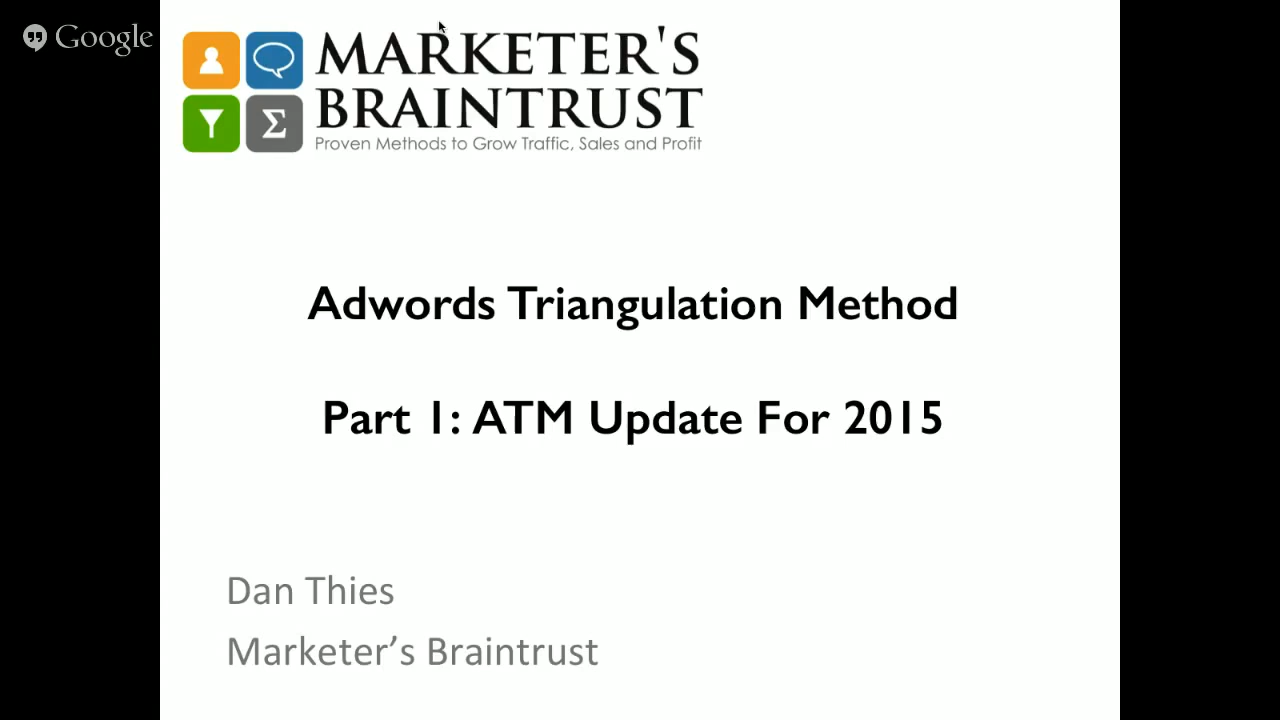 Google
MARKETER'S
BRAINTRUST
Proven Methods to Grow Traffic, Sales and Profit
Adwords Triangulation Method
Part 1: ATM Update For 2015
Dan Thies
Marketer’s Braintrust